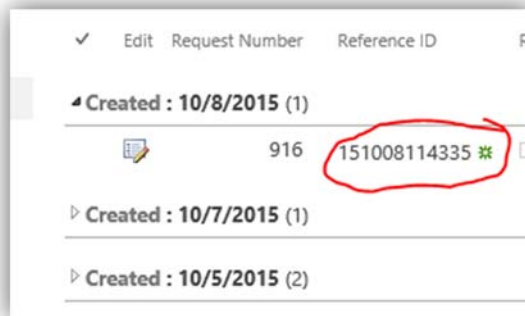 Edit Request Number Reference ID
Created : 10/8/2015 (1)
916 151008114335
Created : 10/7/2015 (1)
Created : 10/5/2015 (2)